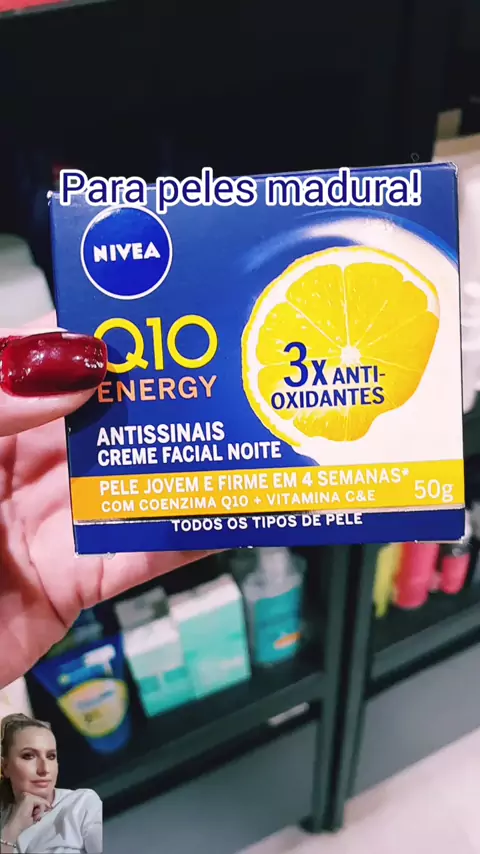 Para peles madura!
NIVEA
Q10
ENERGY
3X ANTI-
OXIDANTES
ANTISSINAIS
CREME FACIAL NOITE
PELE JOVEM E FIRME EM 4 SEMANAS*
COM COENZIMA Q10 + VITAMINA C&E
50g
TODOS OS TIPOS DE PELE